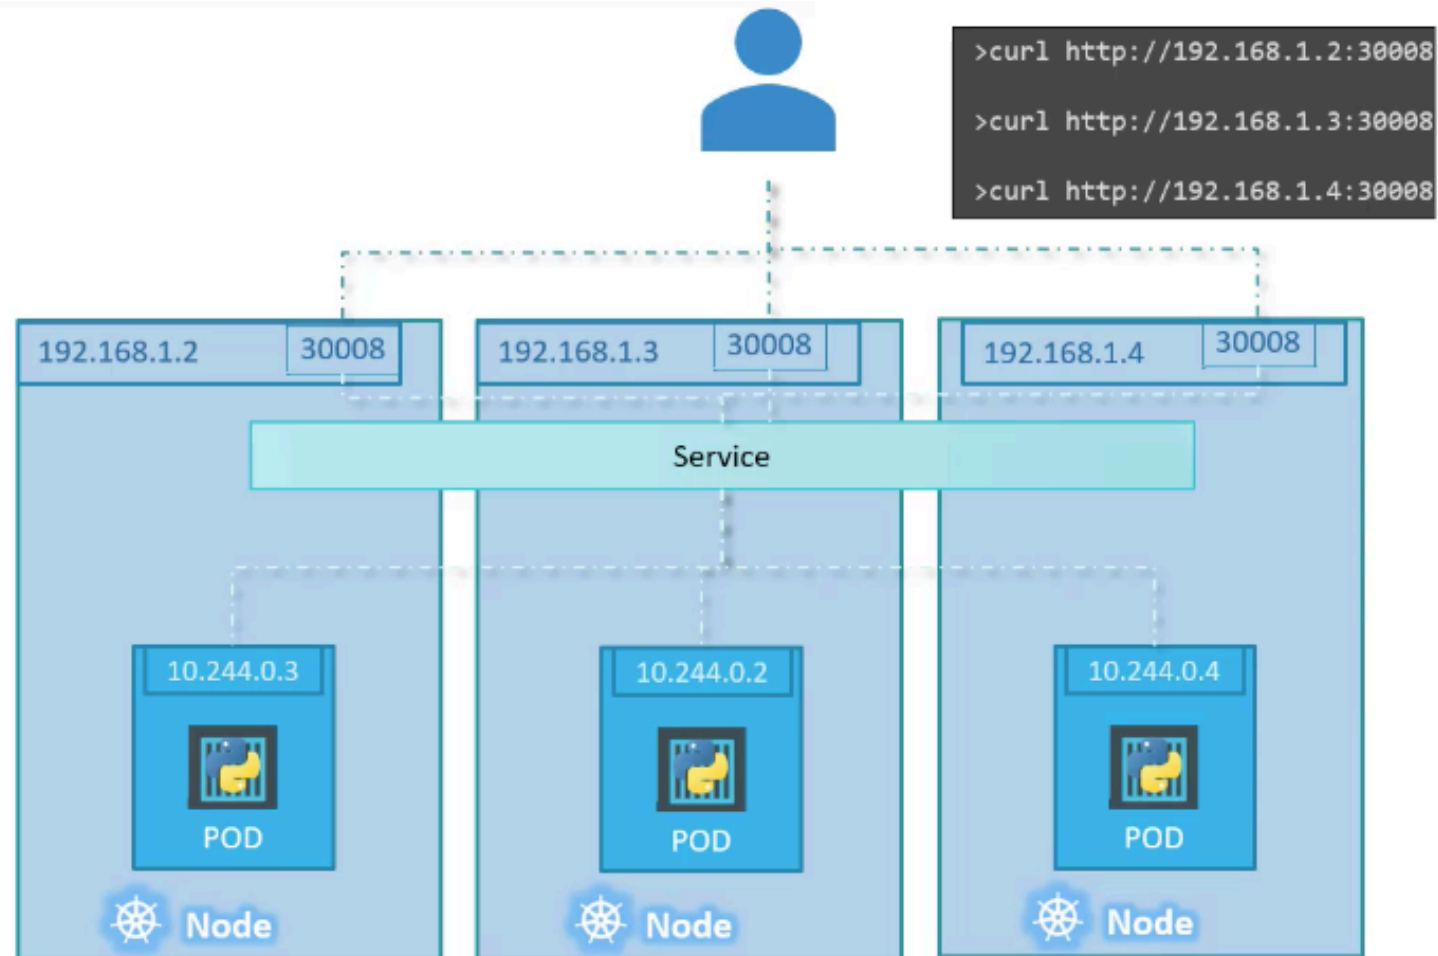 >curl http://192.168.1.2:30008
>curl http://192.168.1.3:30008
>curl http://192.168.1.4:30008
192.168.1.2
30008
192.168.1.3
30008
192.168.1.4
30008
Service
10.244.0.3
10.244.0.2
10.244.0.4
POD
POD
POD
Node
Node
Node